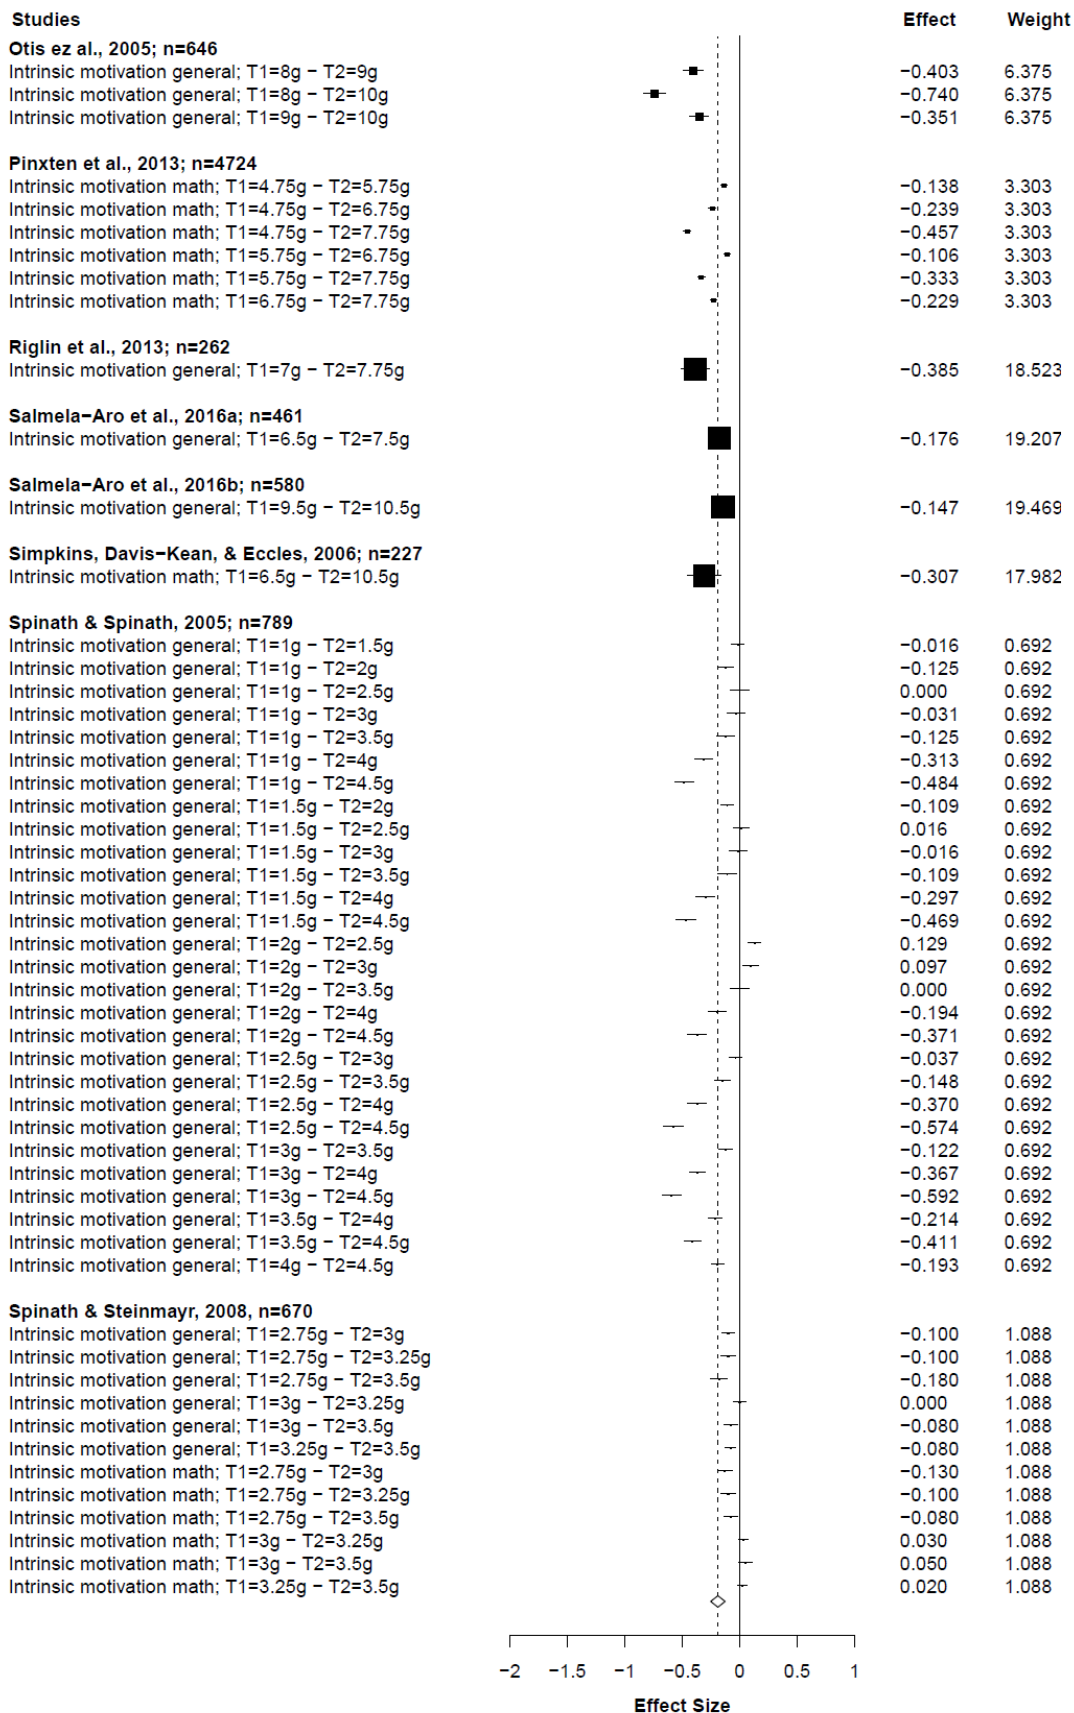 Studies Effect Weight
Otis ez al., 2005; n=646
Intrinsic motivation general; T1=8g − T2=9g −0.403 6.375
Intrinsic motivation general; T1=8g − T2=10g −0.740 6.375
Intrinsic motivation general; T1=9g − T2=10g −0.351 6.375
Pinxten et al., 2013; n=4724
Intrinsic motivation math; T1=4.75g − T2=5.75g −0.138 3.303
Intrinsic motivation math; T1=4.75g − T2=6.75g −0.239 3.303
Intrinsic motivation math; T1=4.75g − T2=7.75g −0.457 3.303
Intrinsic motivation math; T1=5.75g − T2=6.75g −0.106 3.303
Intrinsic motivation math; T1=5.75g − T2=7.75g −0.333 3.303
Intrinsic motivation math; T1=6.75g − T2=7.75g −0.229 3.303
Riglin et al., 2013; n=262
Intrinsic motivation general; T1=7g − T2=7.75g −0.385 18.523
Salmela−Aro et al., 2016a; n=461
Intrinsic motivation general; T1=6.5g − T2=7.5g −0.176 19.207
Salmela−Aro et al., 2016b; n=580
Intrinsic motivation general; T1=9.5g − T2=10.5g −0.147 19.469
Simpkins, Davis−Kean, & Eccles, 2006; n=227
Intrinsic motivation math; T1=6.5g − T2=10.5g −0.307 17.982
Spinath & Spinath, 2005; n=789
Intrinsic motivation general; T1=1g − T2=1.5g −0.016 0.692
Intrinsic motivation general; T1=1g − T2=2g −0.125 0.692
Intrinsic motivation general; T1=1g − T2=2.5g 0.000 0.692
Intrinsic motivation general; T1=1g − T2=3g −0.031 0.692
Intrinsic motivation general; T1=1g − T2=3.5g −0.125 0.692
Intrinsic motivation general; T1=1g − T2=4g −0.313 0.692
Intrinsic motivation general; T1=1g − T2=4.5g −0.484 0.692
Intrinsic motivation general; T1=1.5g − T2=2g −0.109 0.692
Intrinsic motivation general; T1=1.5g − T2=2.5g 0.016 0.692
Intrinsic motivation general; T1=1.5g − T2=3g −0.016 0.692
Intrinsic motivation general; T1=1.5g − T2=3.5g −0.109 0.692
Intrinsic motivation general; T1=1.5g − T2=4g −0.297 0.692
Intrinsic motivation general; T1=1.5g − T2=4.5g −0.469 0.692
Intrinsic motivation general; T1=2g − T2=2.5g 0.129 0.692
Intrinsic motivation general; T1=2g − T2=3g 0.097 0.692
Intrinsic motivation general; T1=2g − T2=3.5g 0.000 0.692
Intrinsic motivation general; T1=2g − T2=4g −0.194 0.692
Intrinsic motivation general; T1=2g − T2=4.5g −0.371 0.692
Intrinsic motivation general; T1=2.5g − T2=3g −0.037 0.692
Intrinsic motivation general; T1=2.5g − T2=3.5g −0.148 0.692
Intrinsic motivation general; T1=2.5g − T2=4g −0.370 0.692
Intrinsic motivation general; T1=2.5g − T2=4.5g −0.574 0.692
Intrinsic motivation general; T1=3g − T2=3.5g −0.122 0.692
Intrinsic motivation general; T1=3g − T2=4g −0.367 0.692
Intrinsic motivation general; T1=3g − T2=4.5g −0.592 0.692
Intrinsic motivation general; T1=3.5g − T2=4g −0.214 0.692
Intrinsic motivation general; T1=3.5g − T2=4.5g −0.411 0.692
Intrinsic motivation general; T1=4g − T2=4.5g −0.193 0.692
Spinath & Steinmayr, 2008, n=670
Intrinsic motivation general; T1=2.75g − T2=3g −0.100 1.088
Intrinsic motivation general; T1=2.75g − T2=3.25g −0.100 1.088
Intrinsic motivation general; T1=2.75g − T2=3.5g −0.180 1.088
Intrinsic motivation general; T1=3g − T2=3.25g 0.000 1.088
Intrinsic motivation general; T1=3g − T2=3.5g −0.080 1.088
Intrinsic motivation general; T1=3.25g − T2=3.5g −0.080 1.088
Intrinsic motivation math; T1=2.75g − T2=3g −0.130 1.088
Intrinsic motivation math; T1=2.75g − T2=3.25g −0.100 1.088
Intrinsic motivation math; T1=2.75g − T2=3.5g −0.080 1.088
Intrinsic motivation math; T1=3g − T2=3.25g 0.030 1.088
Intrinsic motivation math; T1=3g − T2=3.5g 0.050 1.088
Intrinsic motivation math; T1=3.25g − T2=3.5g 0.020 1.088
−2 −1.5 −1 −0.5 0 0.5 1
Effect Size